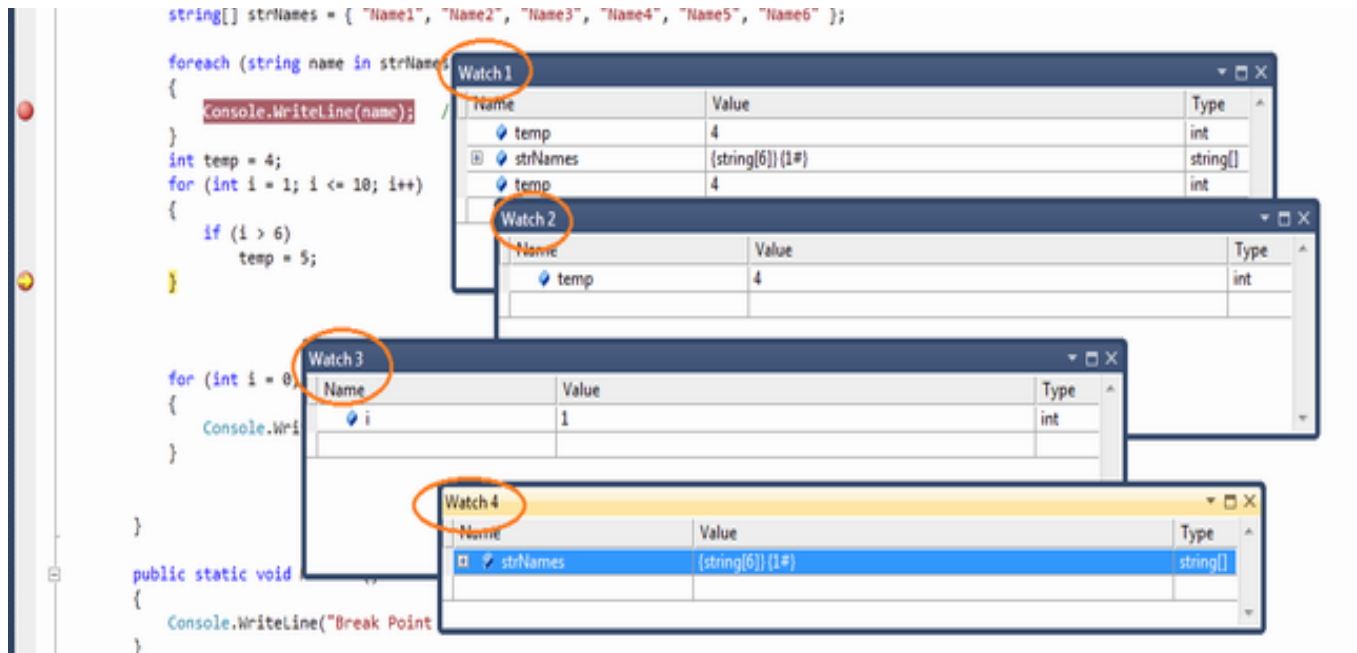 string[] strNames = { "Name1", "Name2", "Name3", "Name4", "Name5", "Name6" };
foreach (string name in strNames
{
Console.WriteLine(name); /
}
int temp = 4;
for (int i = 1; i <= 10; i++)
{
if (i > 6)
temp = 5;
}
for (int i = 0
{
Console.Wri
}
}
public static void
{
Console.WriteLine("Break Point
}
Watch 1
Name Value Type
temp 4 int
strNames {string[6]}{1#} string[]
temp 4 int
Watch 2
Name Value Type
temp 4 int
Watch 3
Name Value Type
i 1 int
Watch 4
Name Value Type
strNames {string[6]}{1#} string[]